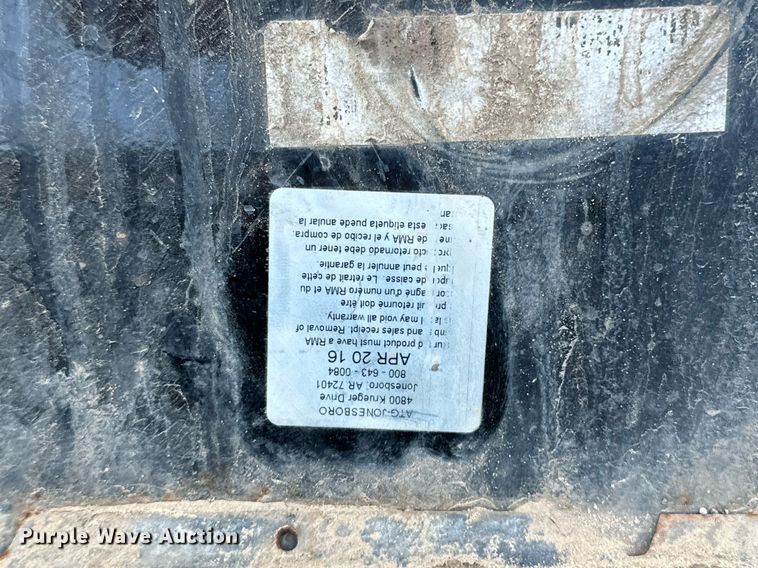 ATG-JONESBORO
4800 Krueger Drive
Jonesboro, AR 72401
800 - 643 - 0084
APR 20 16
product must have a RMA
and sales receipt. Removal of
may void all warranty.
retourné doit être
d'un numéro RMA et du
de caisse. Le retrait de cette
peut annuler la garantie.
retornado debe tener un
de RMA y el recibo de compra.
esta etiqueta puede anular la
Purple Wave Auction